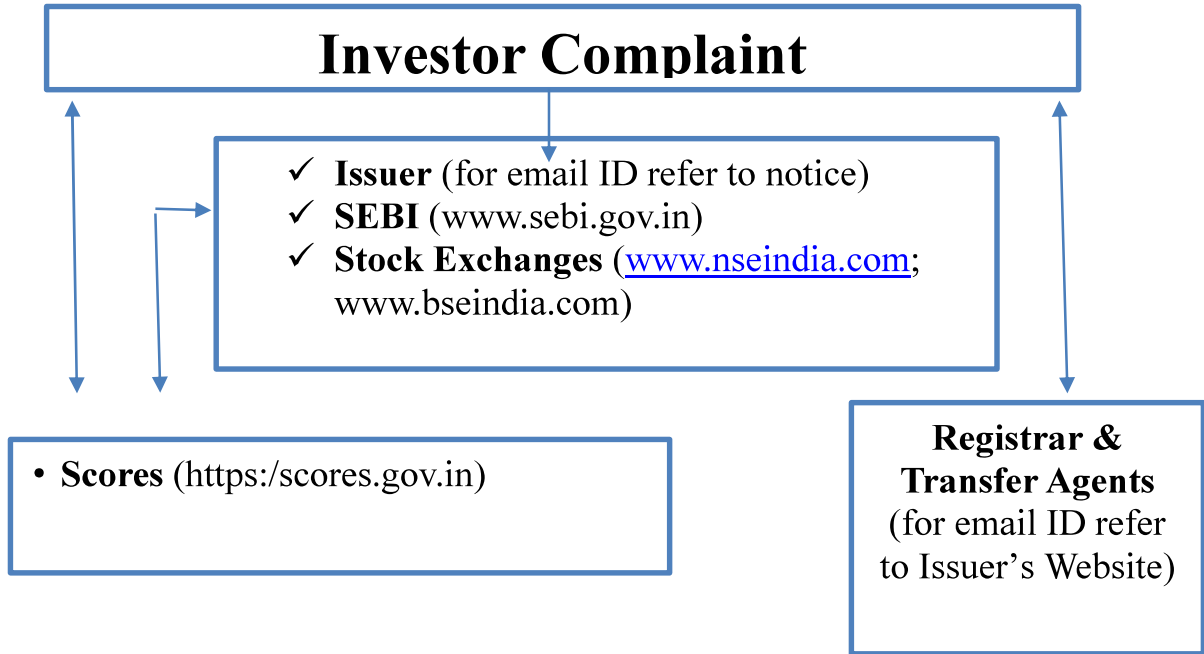 Investor Complaint
✓ Issuer (for email ID refer to notice)
✓ SEBI (www.sebi.gov.in)
✓ Stock Exchanges (www.nseindia.com;
www.bseindia.com)
• Scores (https:/scores.gov.in)
Registrar &
Transfer Agents
(for email ID refer
to Issuer’s Website)